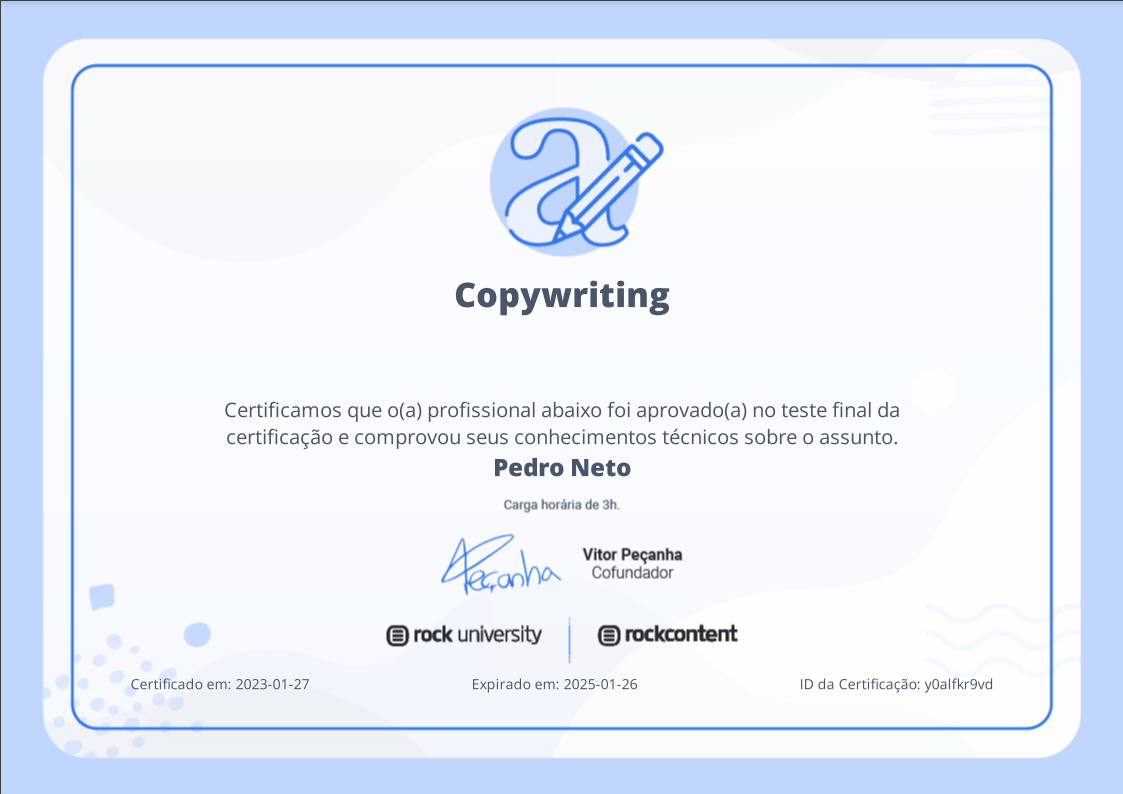 Copywriting
Certificamos que o(a) profissional abaixo foi aprovado(a) no teste final da
certificação e comprovou seus conhecimentos técnicos sobre o assunto.
Pedro Neto
Carga horária de 3h.
Peçanha
Vitor Peçanha
Cofundador
rock university
rockcontent
Certificado em: 2023-01-27
Expirado em: 2025-01-26
ID da Certificação: y0alfkr9vd